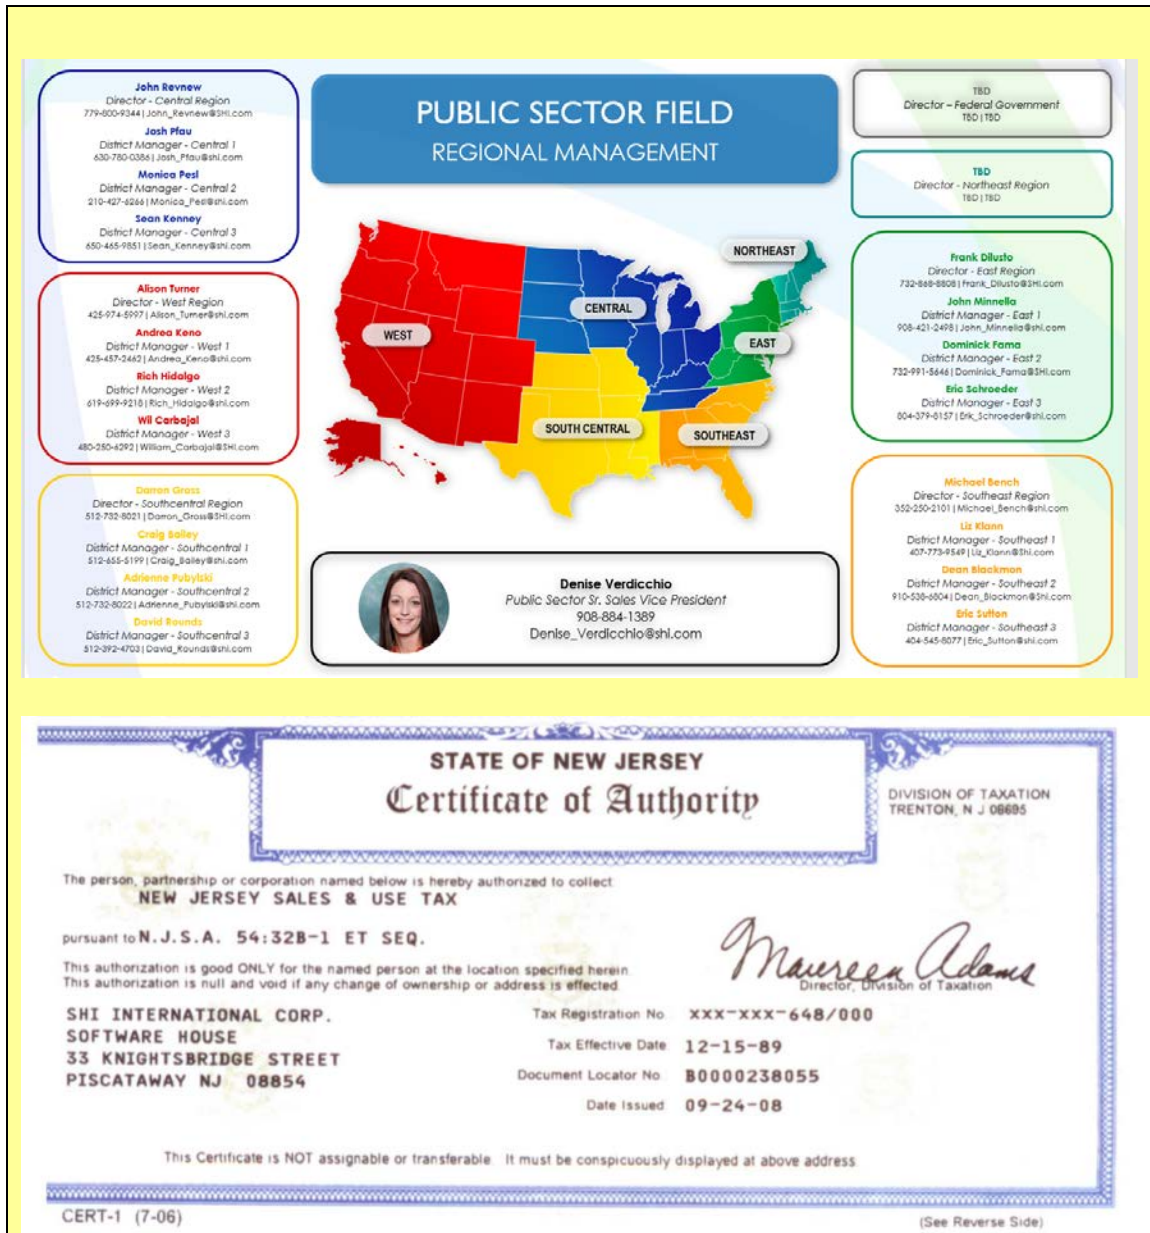 John Revnew
Director - Central Region
779-800-9344 | John_Revnew@SHI.com
Josh Pfau
District Manager - Central 1
630-780-0386 | Josh_Pfau@shi.com
Monica Pesl
District Manager - Central 2
210-427-6266 | Monica_Pesl@shi.com
Sean Kenney
District Manager - Central 3
650-465-9851 | Sean_Kenney@shi.com
Alison Turner
Director - West Region
425-974-5997 | Alison_Turner@shi.com
Andrea Keno
District Manager - West 1
425-457-2462 | Andrea_Keno@shi.com
Rich Hidalgo
District Manager - West 2
619-699-9218 | Rich_Hidalgo@shi.com
Wil Carbajal
District Manager - West 3
480-250-6292 | William_Carbajal@SHI.com
Darron Gross
Director - Southcentral Region
512-732-8021 | Darron_Gross@SHI.com
Craig Bailey
District Manager - Southcentral 1
512-655-5199 | Craig_Bailey@shi.com
Adrienne Pubylski
District Manager - Southcentral 2
512-732-8022 | Adrienne_Pubylski@shi.com
David Rounds
District Manager - Southcentral 3
512-392-4703 | David_Rounds@shi.com
PUBLIC SECTOR FIELD
REGIONAL MANAGEMENT
NORTHEAST
CENTRAL
WEST
EAST
SOUTH CENTRAL
SOUTHEAST
Denise Verdicchio
Public Sector Sr. Sales Vice President
908-884-1389
Denise_Verdicchio@shi.com
TBD
Director – Federal Government
TBD | TBD
TBD
Director - Northeast Region
TBD | TBD
Frank Dilusto
Director - East Region
732-868-8808 | Frank_Dilusto@SHI.com
John Minnella
District Manager - East 1
908-421-2498 | John_Minnella@shi.com
Dominick Fama
District Manager - East 2
732-991-5646 | Dominick_Fama@SHI.com
Eric Schroeder
District Manager - East 3
804-379-8157 | Erik_Schroeder@shi.com
Michael Bench
Director - Southeast Region
352-250-2101 | Michael_Bench@shi.com
Liz Klann
District Manager - Southeast 1
407-773-9549 | Liz_Klann@SHI.com
Dean Blackmon
District Manager - Southeast 2
910-538-6804 | Dean_Blackmon@SHI.com
Eric Sutton
District Manager - Southeast 3
404-545-8077 | Eric_Sutton@shi.com
STATE OF NEW JERSEY
Certificate of Authority
DIVISION OF TAXATION
TRENTON, N J 08695
The person, partnership or corporation named below is hereby authorized to collect
NEW JERSEY SALES & USE TAX
pursuant to N.J.S.A. 54:32B-1 ET SEQ.
This authorization is good ONLY for the named person at the location specified herein
This authorization is null and void if any change of ownership or address is effected
Maureen Adams
Director, Division of Taxation
SHI INTERNATIONAL CORP.
SOFTWARE HOUSE
33 KNIGHTSBRIDGE STREET
PISCATAWAY NJ 08854
Tax Registration No XXX-XXX-648/000
Tax Effective Date 12-15-89
Document Locator No B0000238055
Date Issued 09-24-08
This Certificate is NOT assignable or transferable. It must be conspicuously displayed at above address
CERT-1 (7-06)
(See Reverse Side)